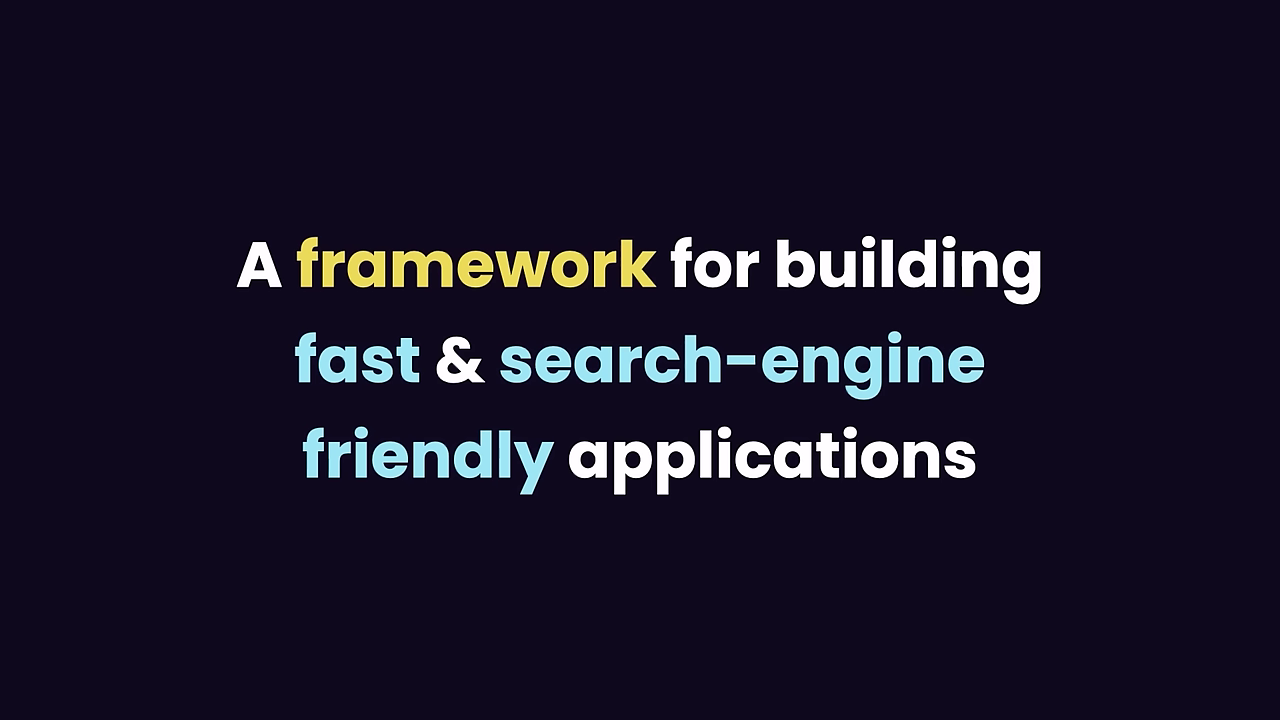 A framework for building
fast & search-engine
friendly applications